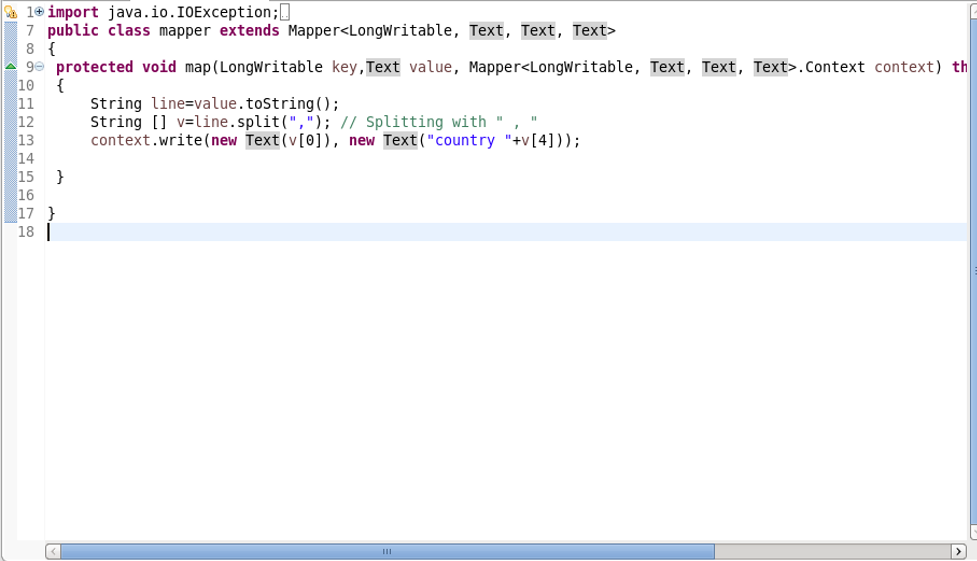 1 import java.io.IOException;
7 public class mapper extends Mapper<LongWritable, Text, Text, Text>
8 {
9 protected void map(LongWritable key,Text value, Mapper<LongWritable, Text, Text, Text>.Context context) th
10 {
11 String line=value.toString();
12 String [] v=line.split(","); // Splitting with " , "
13 context.write(new Text(v[0]), new Text("country "+v[4]));
14
15 }
16
17 }
18